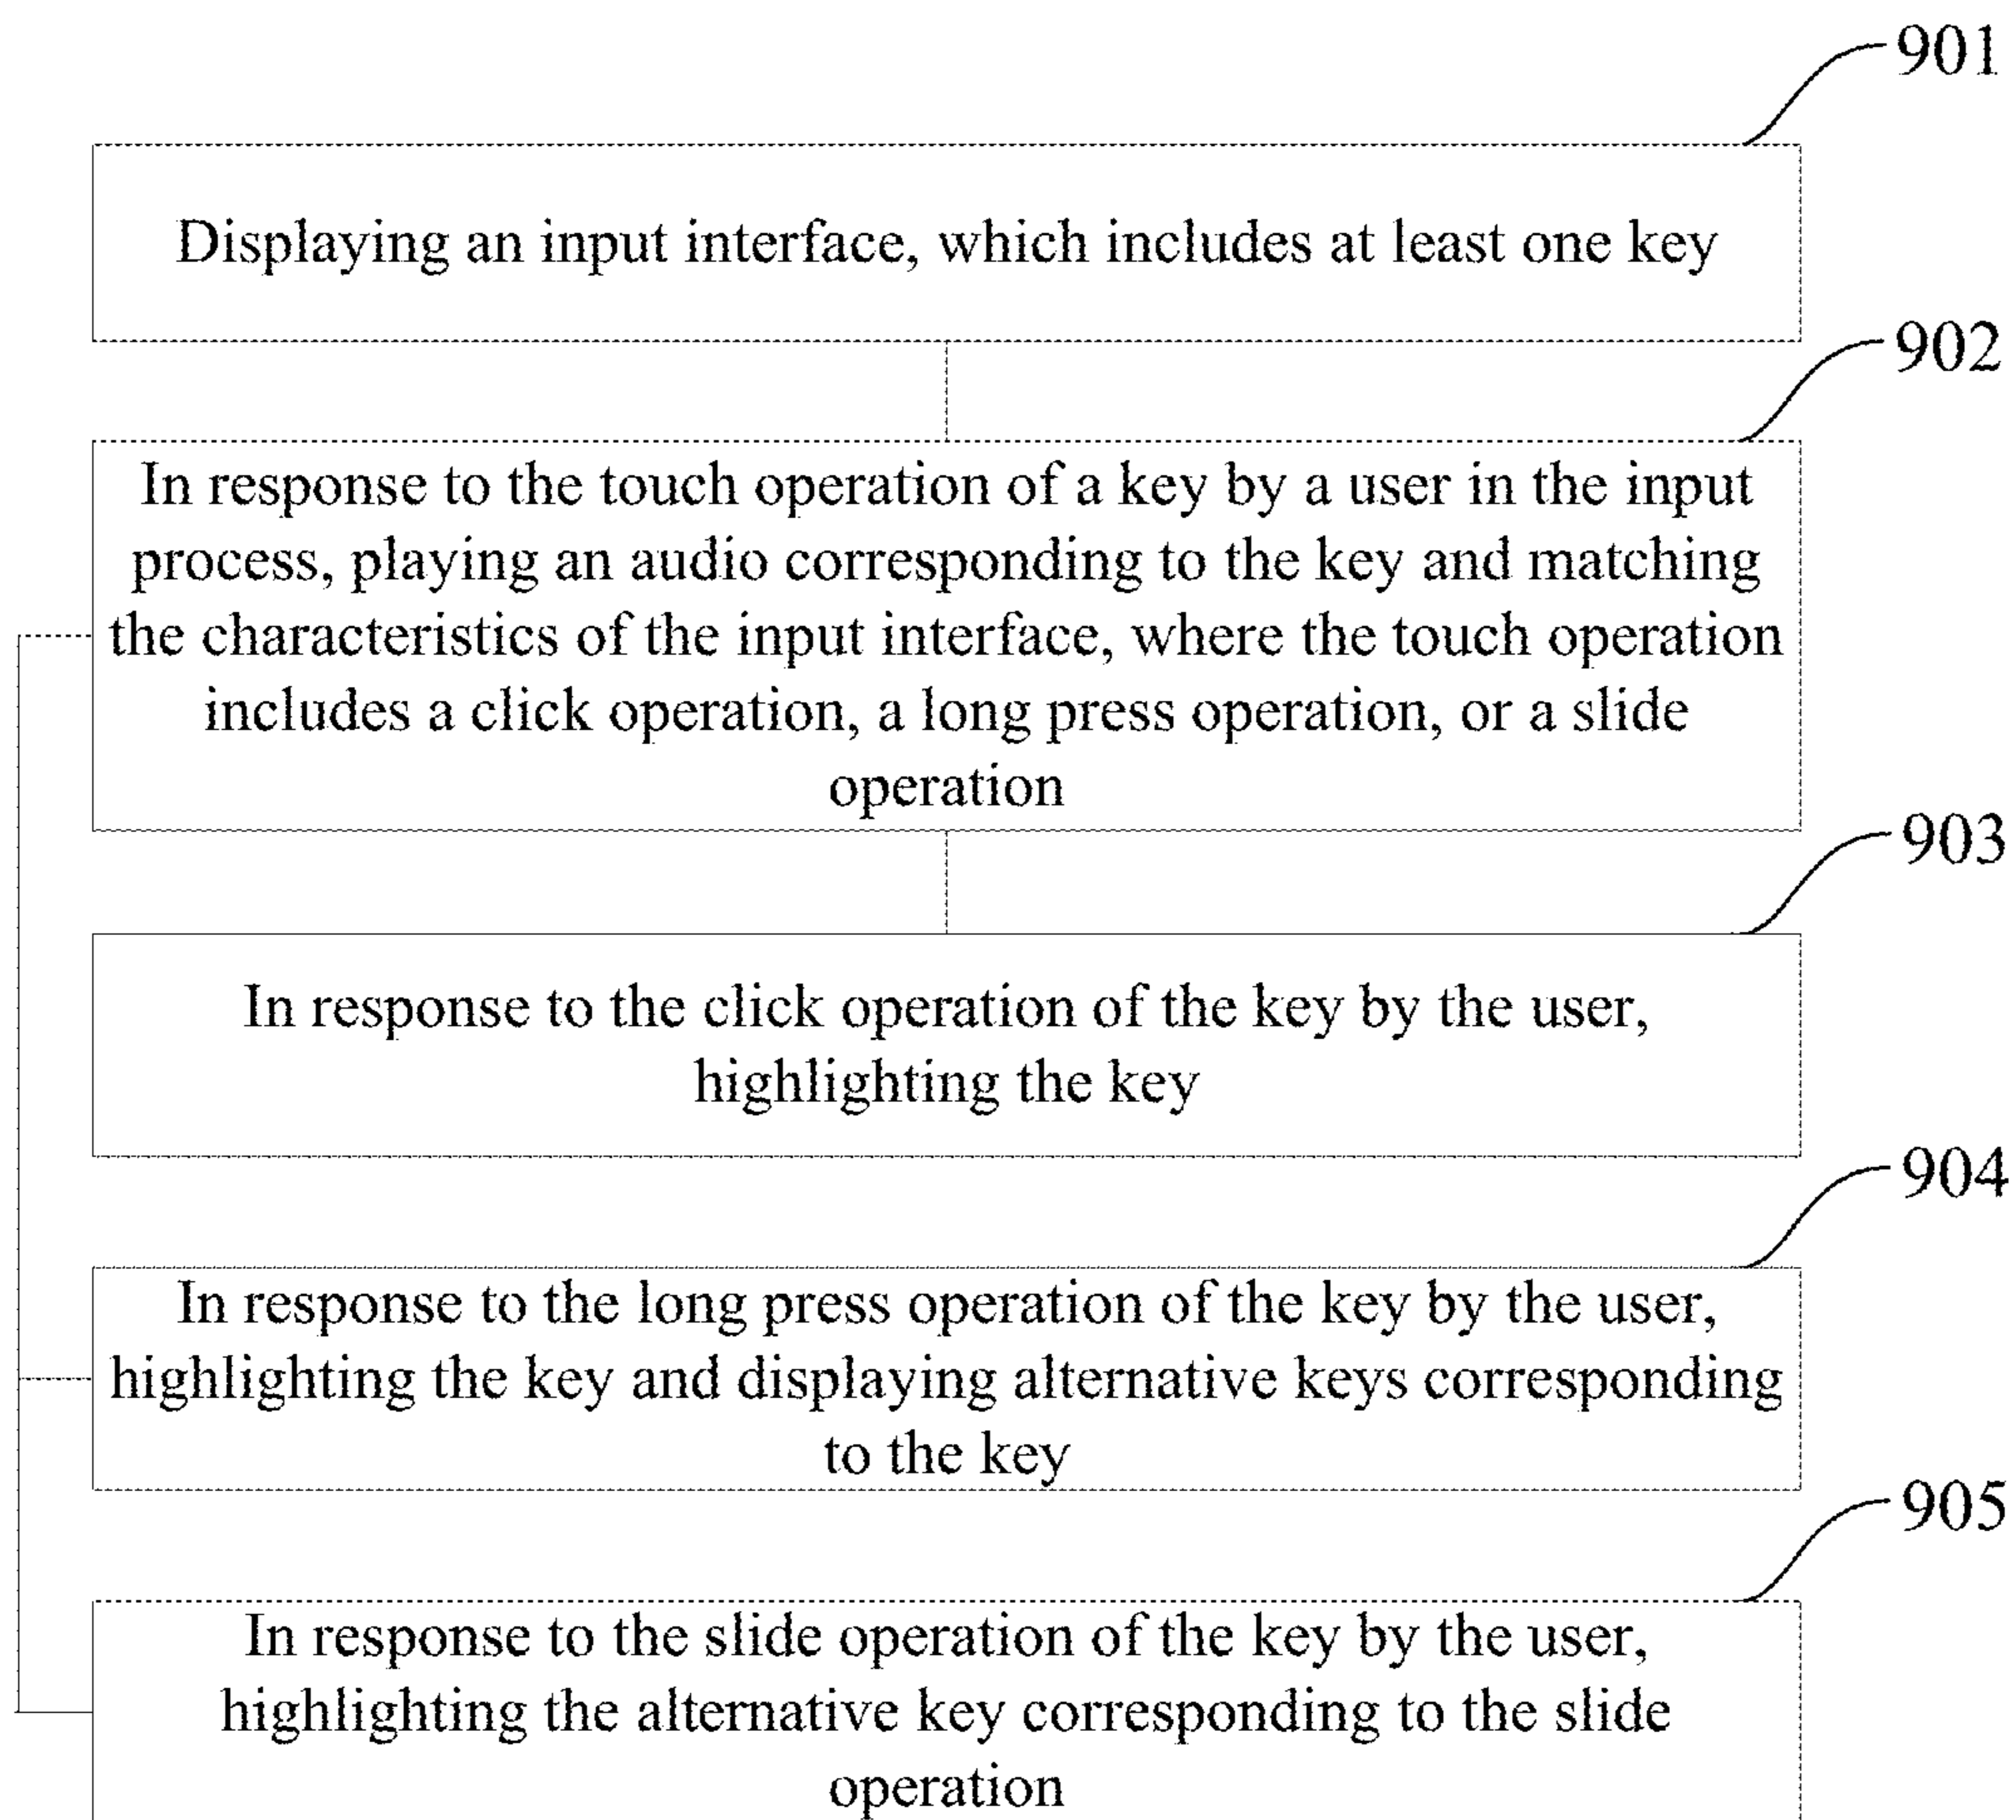 901
Displaying an input interface, which includes at least one key
902
In response to the touch operation of a key by a user in the input
process, playing an audio corresponding to the key and matching
the characteristics of the input interface, where the touch operation
includes a click operation, a long press operation, or a slide
operation
903
In response to the click operation of the key by the user,
highlighting the key
904
In response to the long press operation of the key by the user,
highlighting the key and displaying alternative keys corresponding
to the key
905
In response to the slide operation of the key by the user,
highlighting the alternative key corresponding to the slide
operation